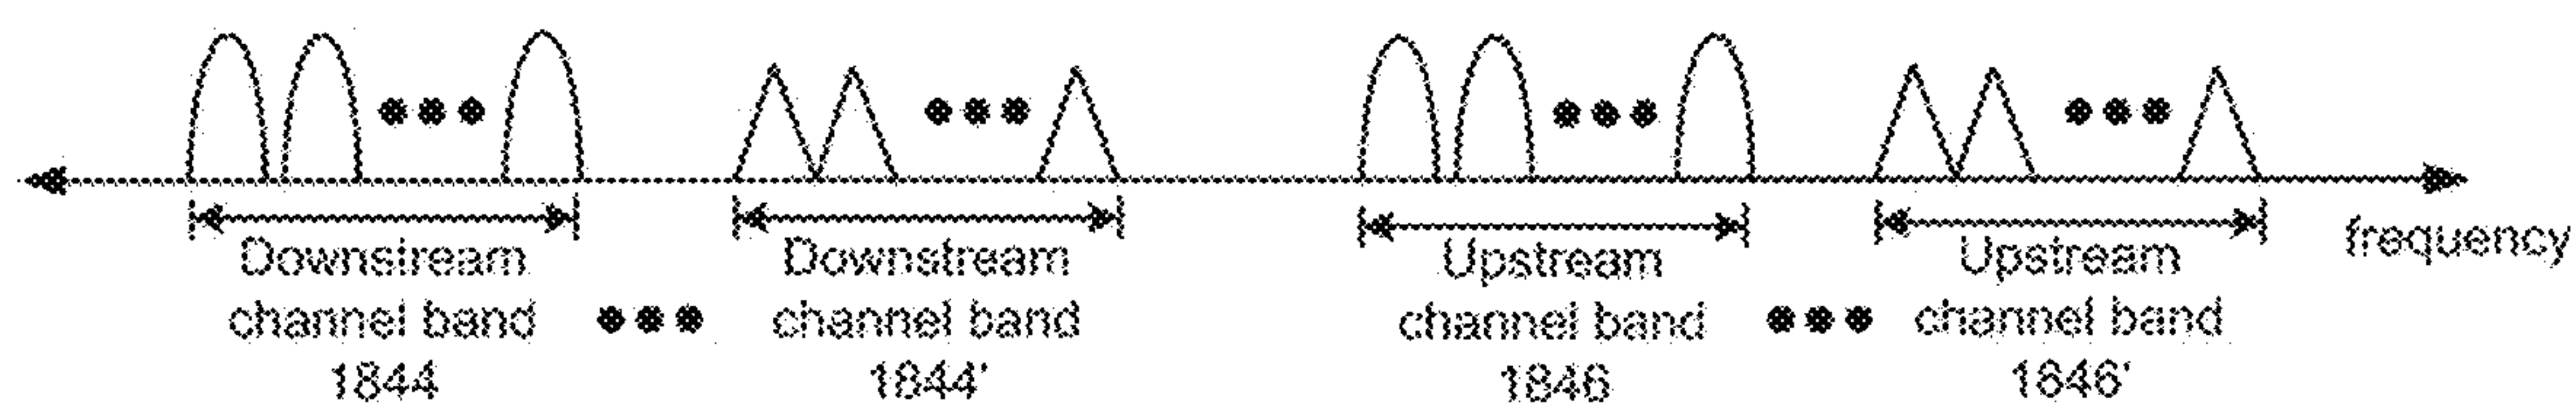 frequency
Downstream
channel band
1844
Downstream
channel band
1844'
Upstream
channel band
1846
Upstream
channel band
1846'